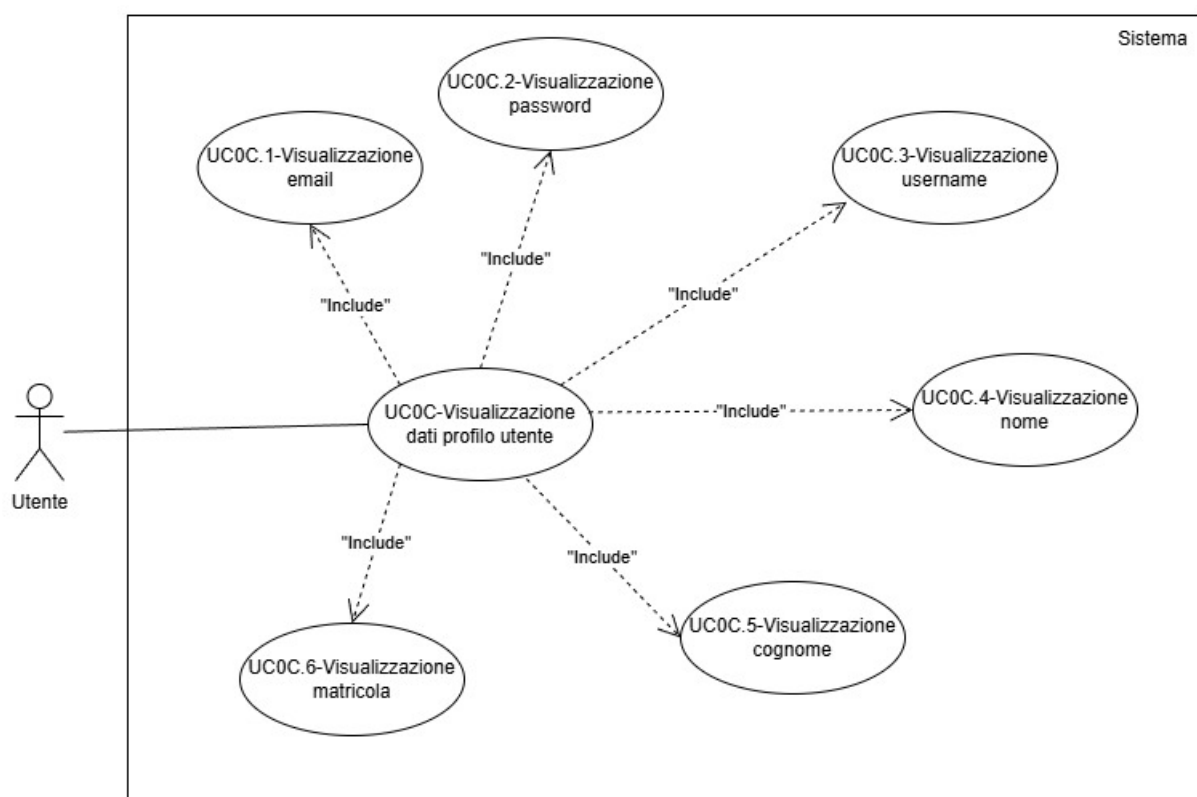 Sistema
UC0C.2-Visualizzazione
password
UC0C.1-Visualizzazione
email
UC0C.3-Visualizzazione
username
"Include"
"Include"
"Include"
UC0C-Visualizzazione
dati profilo utente
"Include"
UC0C.4-Visualizzazione
nome
Utente
"Include"
"Include"
UC0C.6-Visualizzazione
matricola
UC0C.5-Visualizzazione
cognome